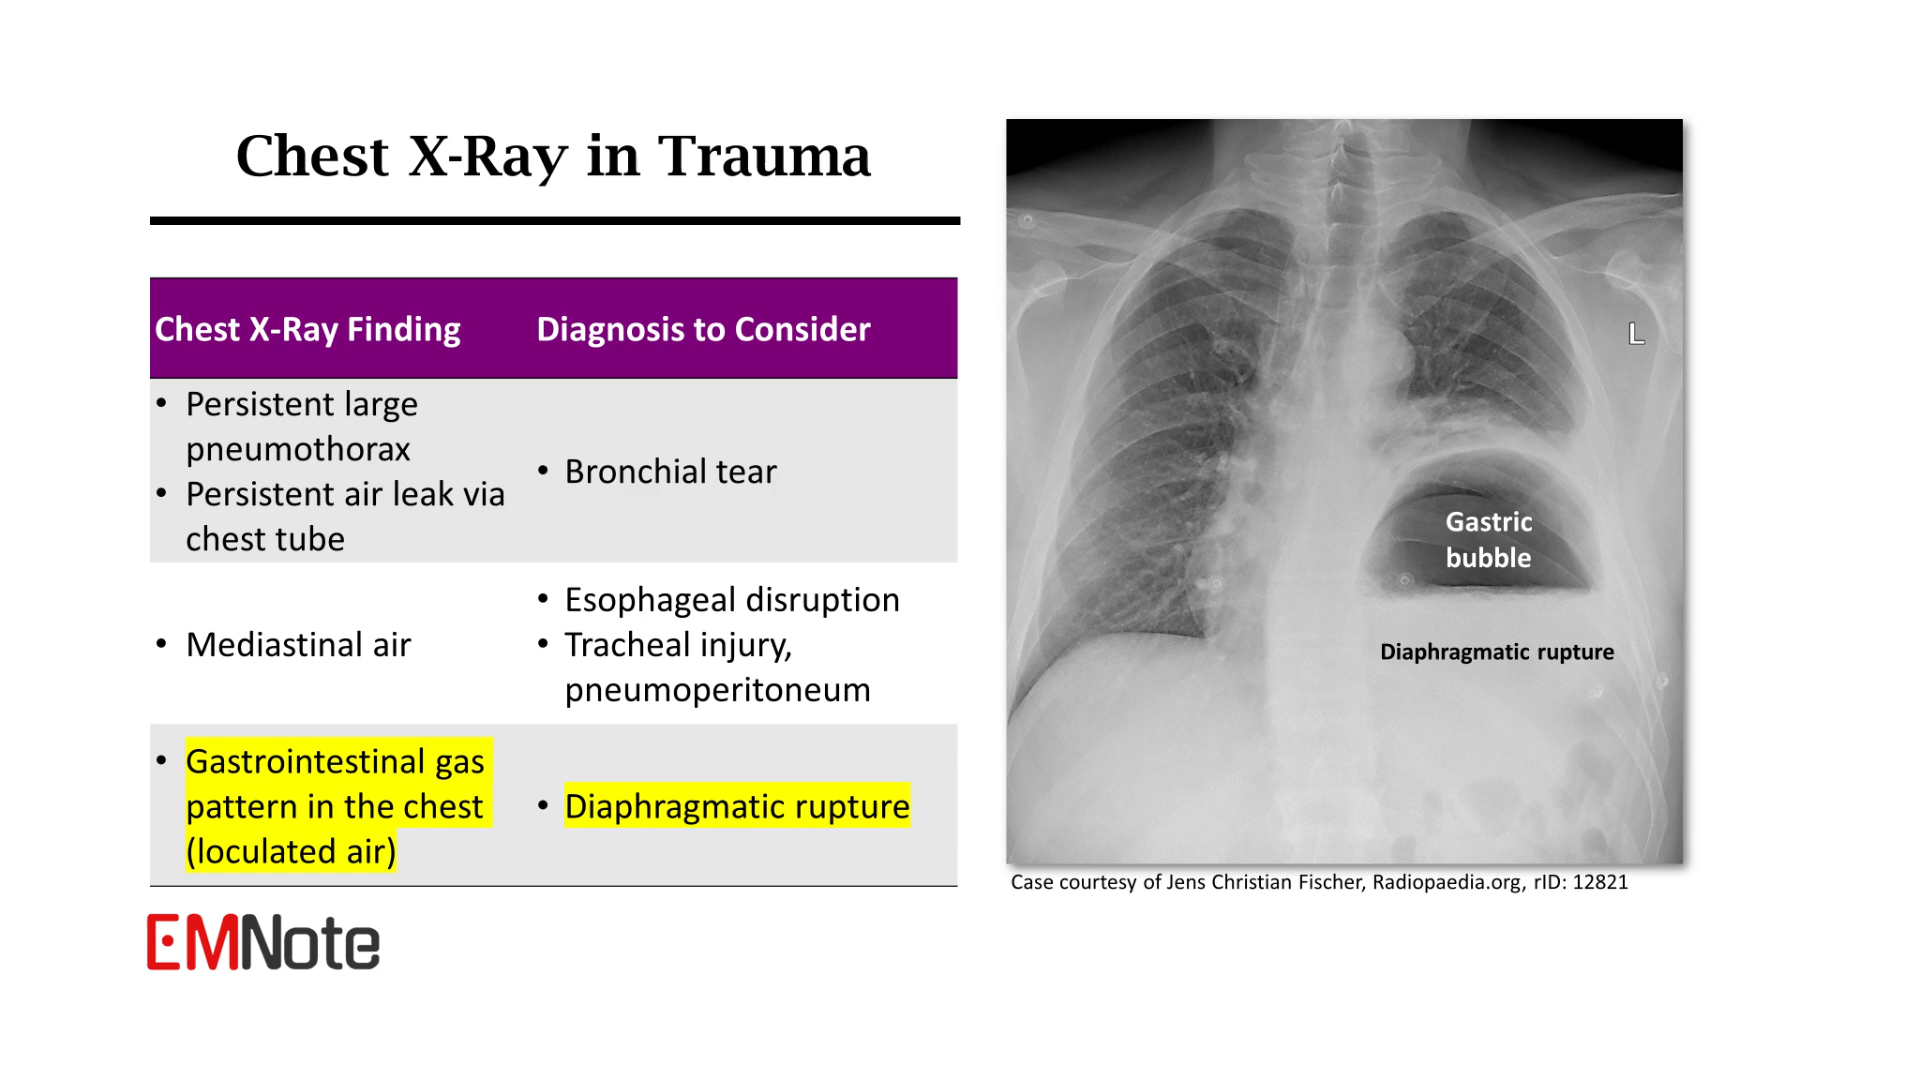 Chest X-Ray in Trauma
Chest X-Ray Finding
Diagnosis to Consider
• Persistent large
pneumothorax
• Persistent air leak via
chest tube
• Bronchial tear
• Mediastinal air
• Esophageal disruption
• Tracheal injury,
pneumoperitoneum
• Gastrointestinal gas
pattern in the chest
(loculated air)
• Diaphragmatic rupture
EMNote
L
Gastric
bubble
Diaphragmatic rupture
Case courtesy of Jens Christian Fischer, Radiopaedia.org, rID: 12821